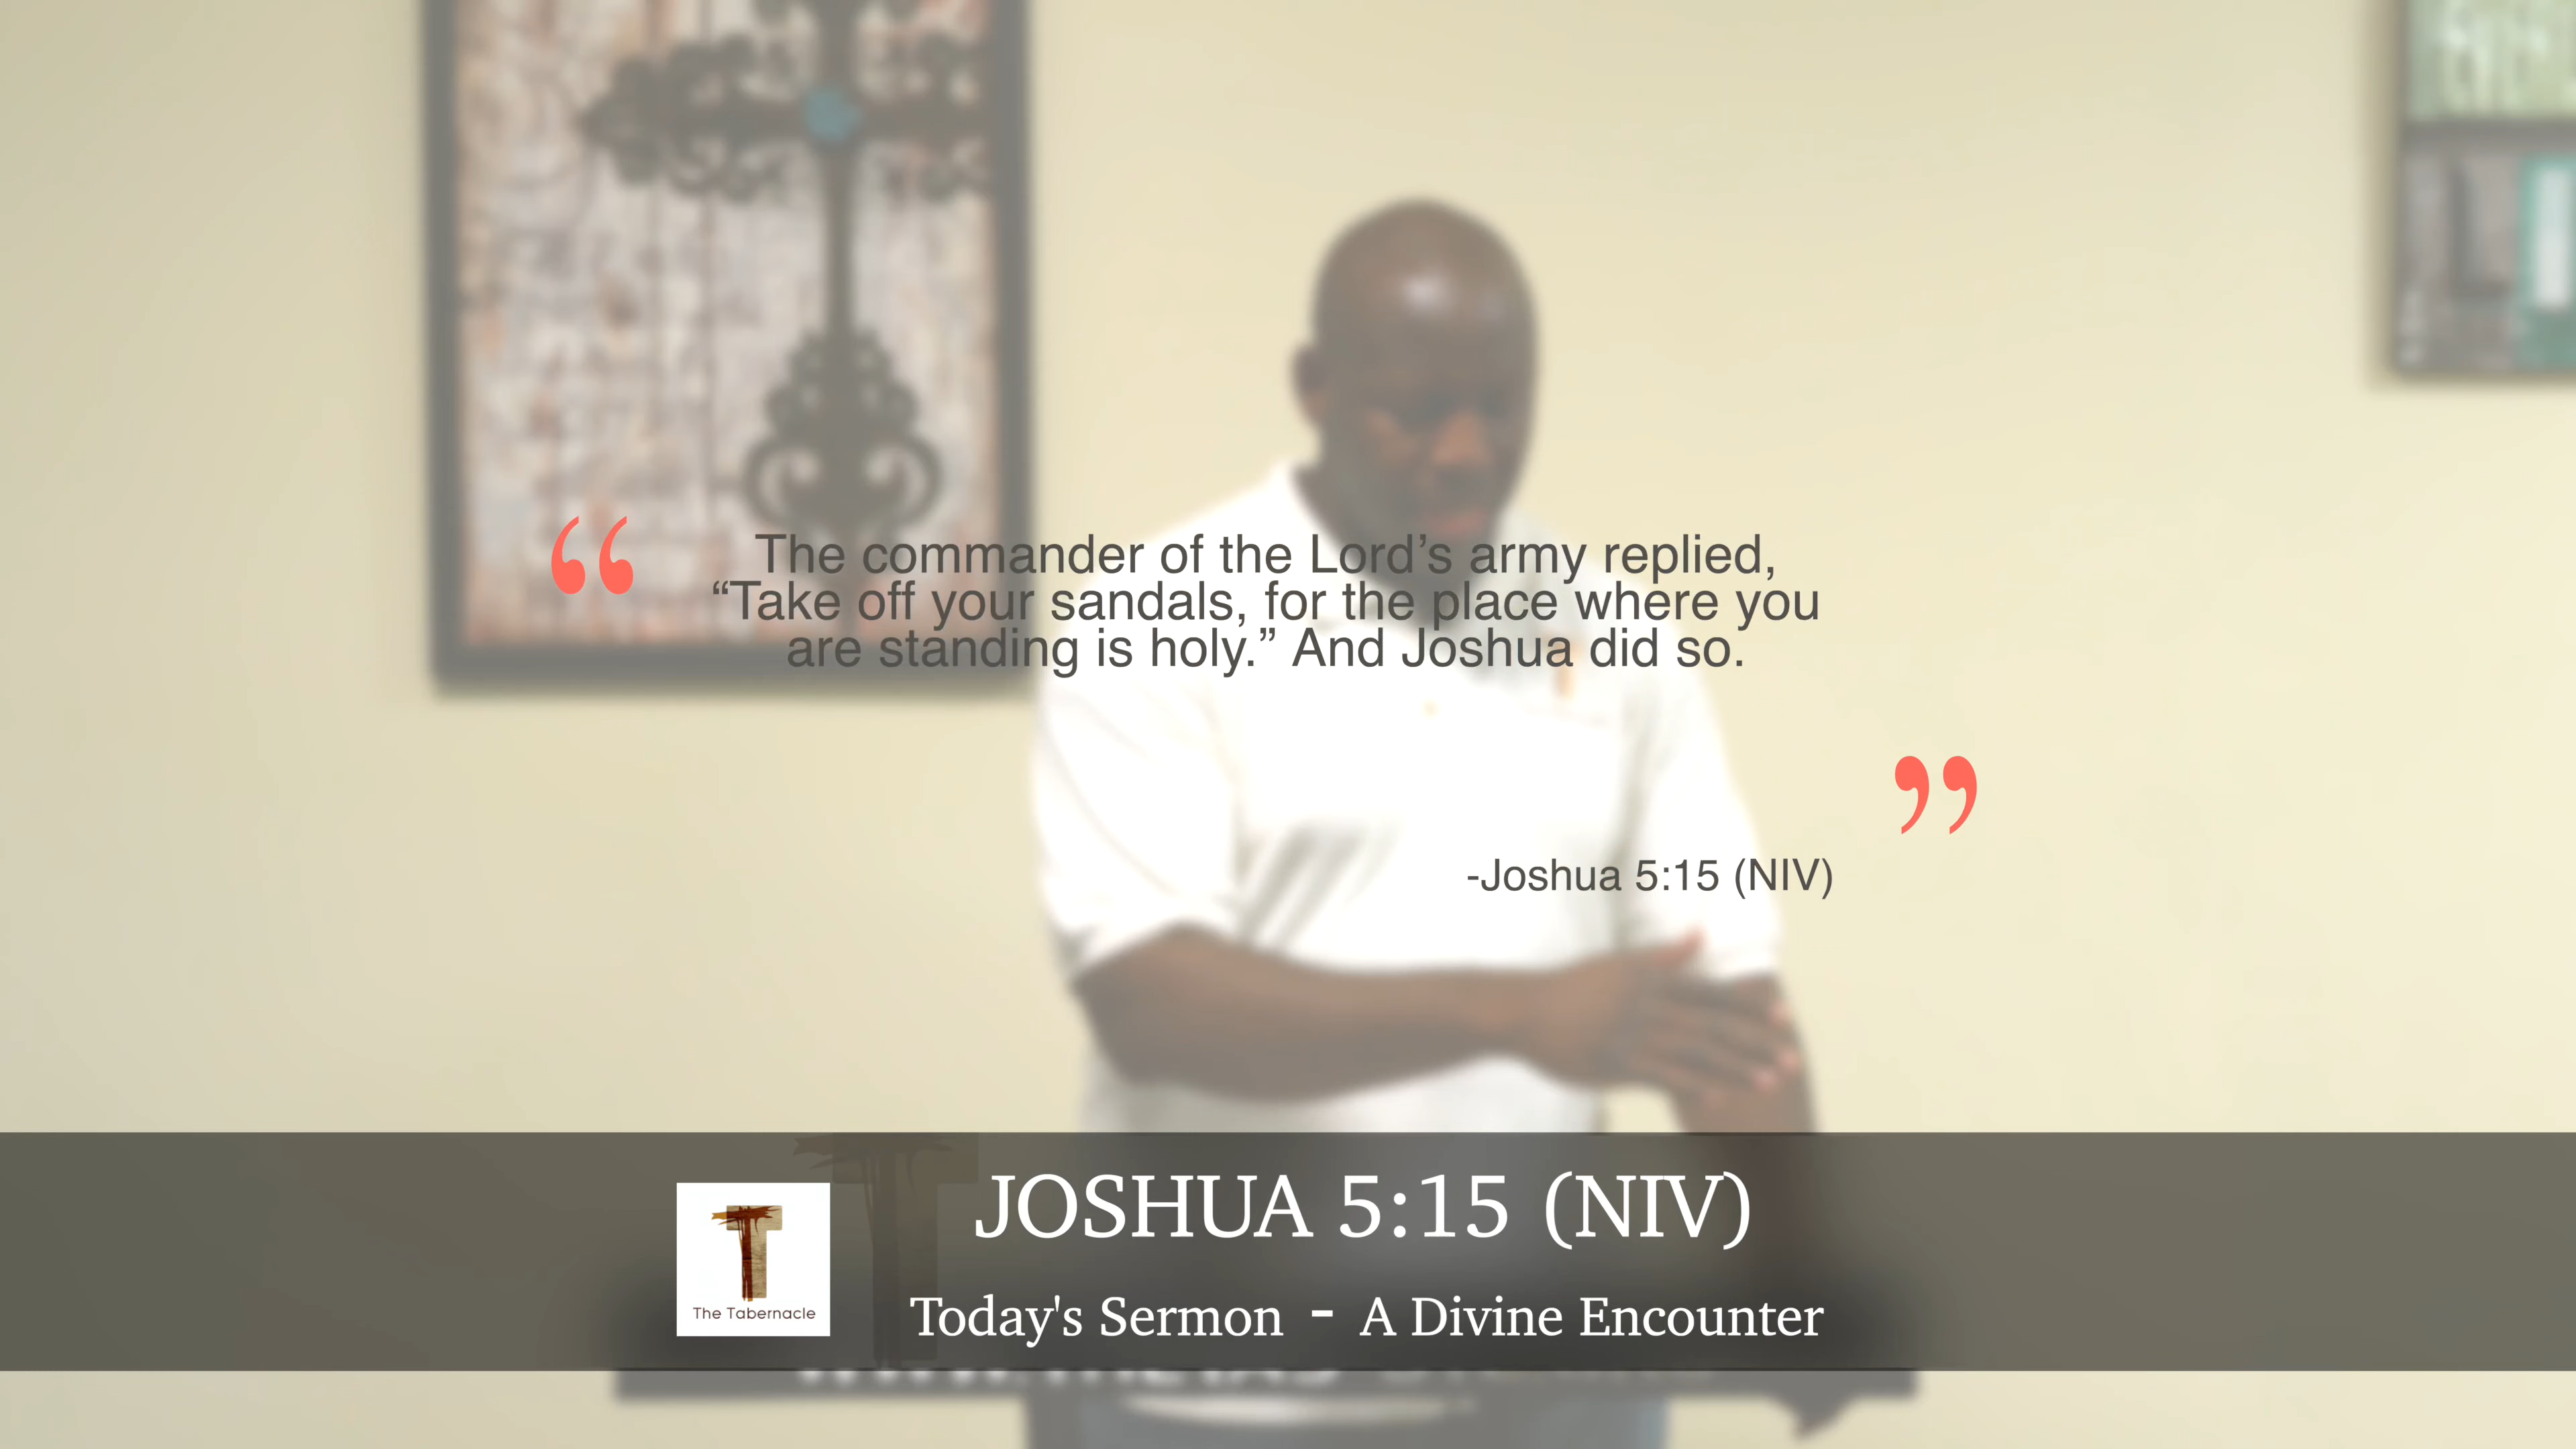 The commander of the Lord’s army replied,
“Take off your sandals, for the place where you
are standing is holy.” And Joshua did so.
-Joshua 5:15 (NIV)
JOSHUA 5:15 (NIV)
Today's Sermon - A Divine Encounter
The Tabernacle